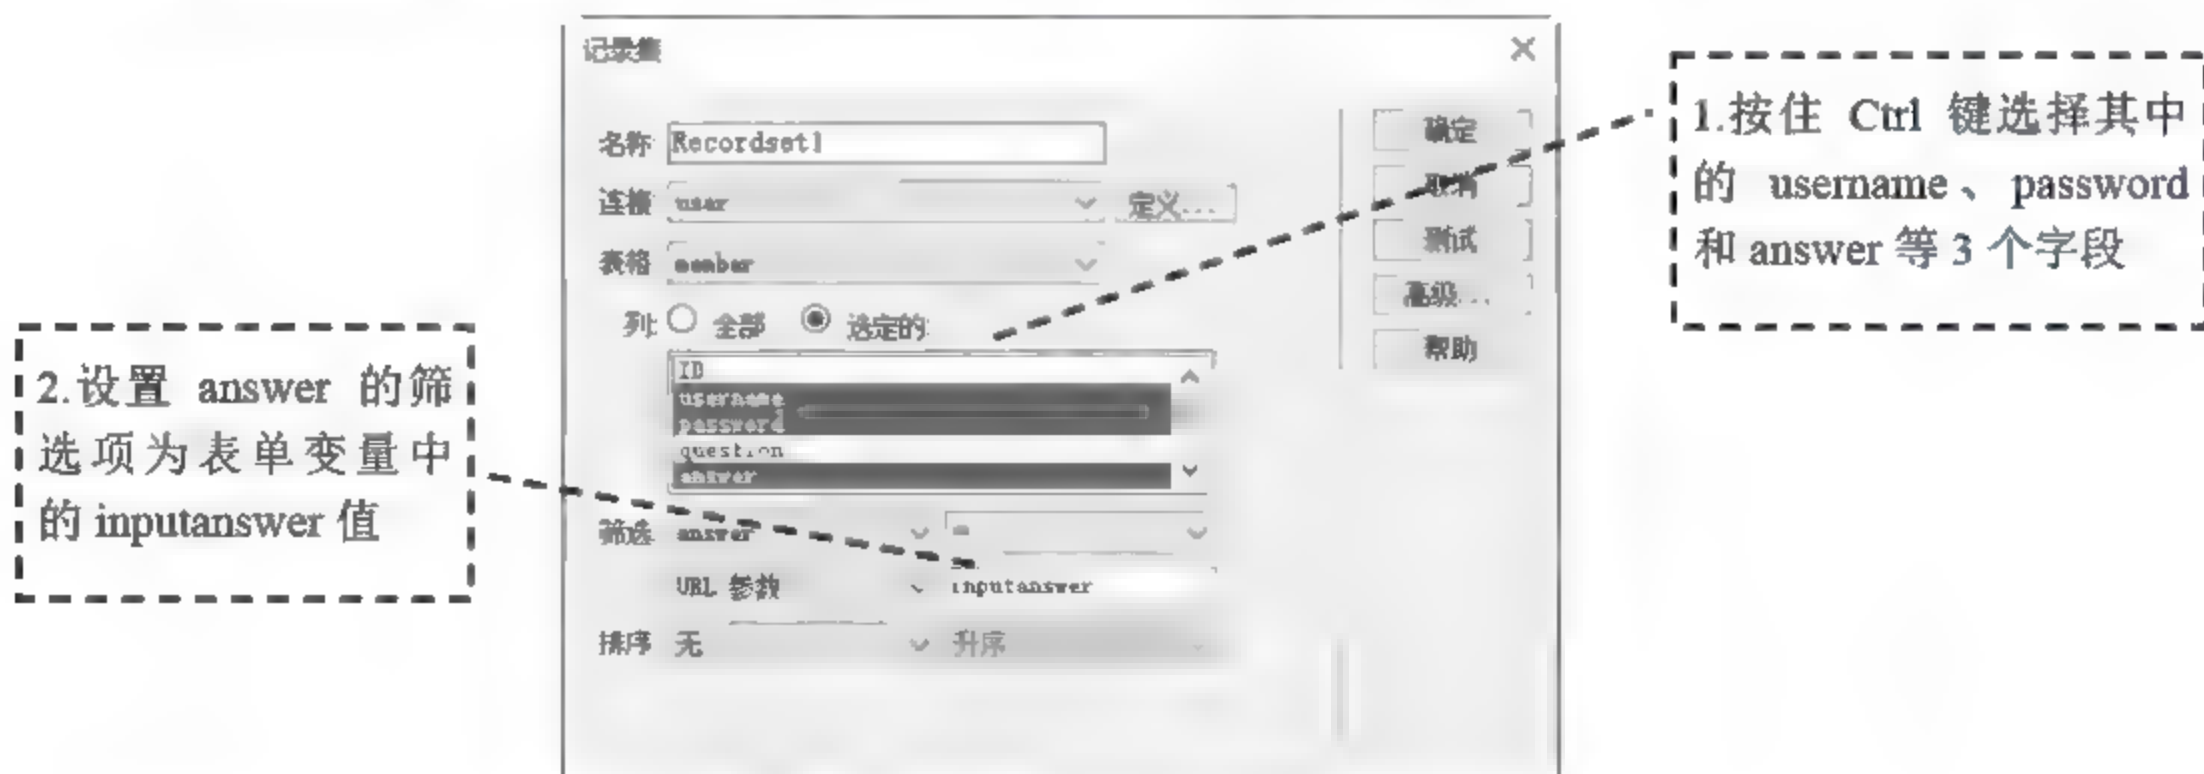 记录集
名称 Recordset1
连接 user 定义...
表格 member
列: 全部 选定的:
ID
username
password
question
answer
筛选 answer =
URL 参数 inputanswer
排序 无 升序
确定
取消
测试
高级...
帮助
1.按住 Ctrl 键选择其中
的 username、password
和 answer 等 3 个字段
2.设置 answer 的筛
选项为表单变量中
的 inputanswer 值